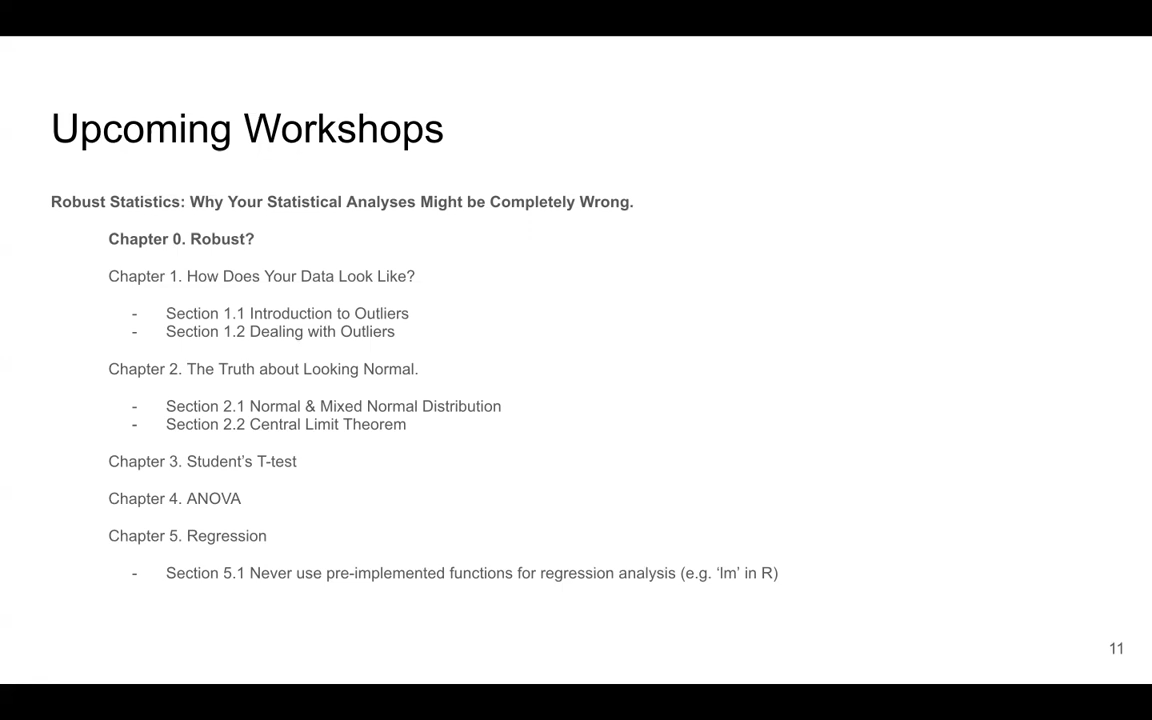 Upcoming Workshops
Robust Statistics: Why Your Statistical Analyses Might be Completely Wrong.
Chapter 0. Robust?
Chapter 1. How Does Your Data Look Like?
- Section 1.1 Introduction to Outliers
- Section 1.2 Dealing with Outliers
Chapter 2. The Truth about Looking Normal.
- Section 2.1 Normal & Mixed Normal Distribution
- Section 2.2 Central Limit Theorem
Chapter 3. Student’s T-test
Chapter 4. ANOVA
Chapter 5. Regression
- Section 5.1 Never use pre-implemented functions for regression analysis (e.g. ‘lm’ in R)
11